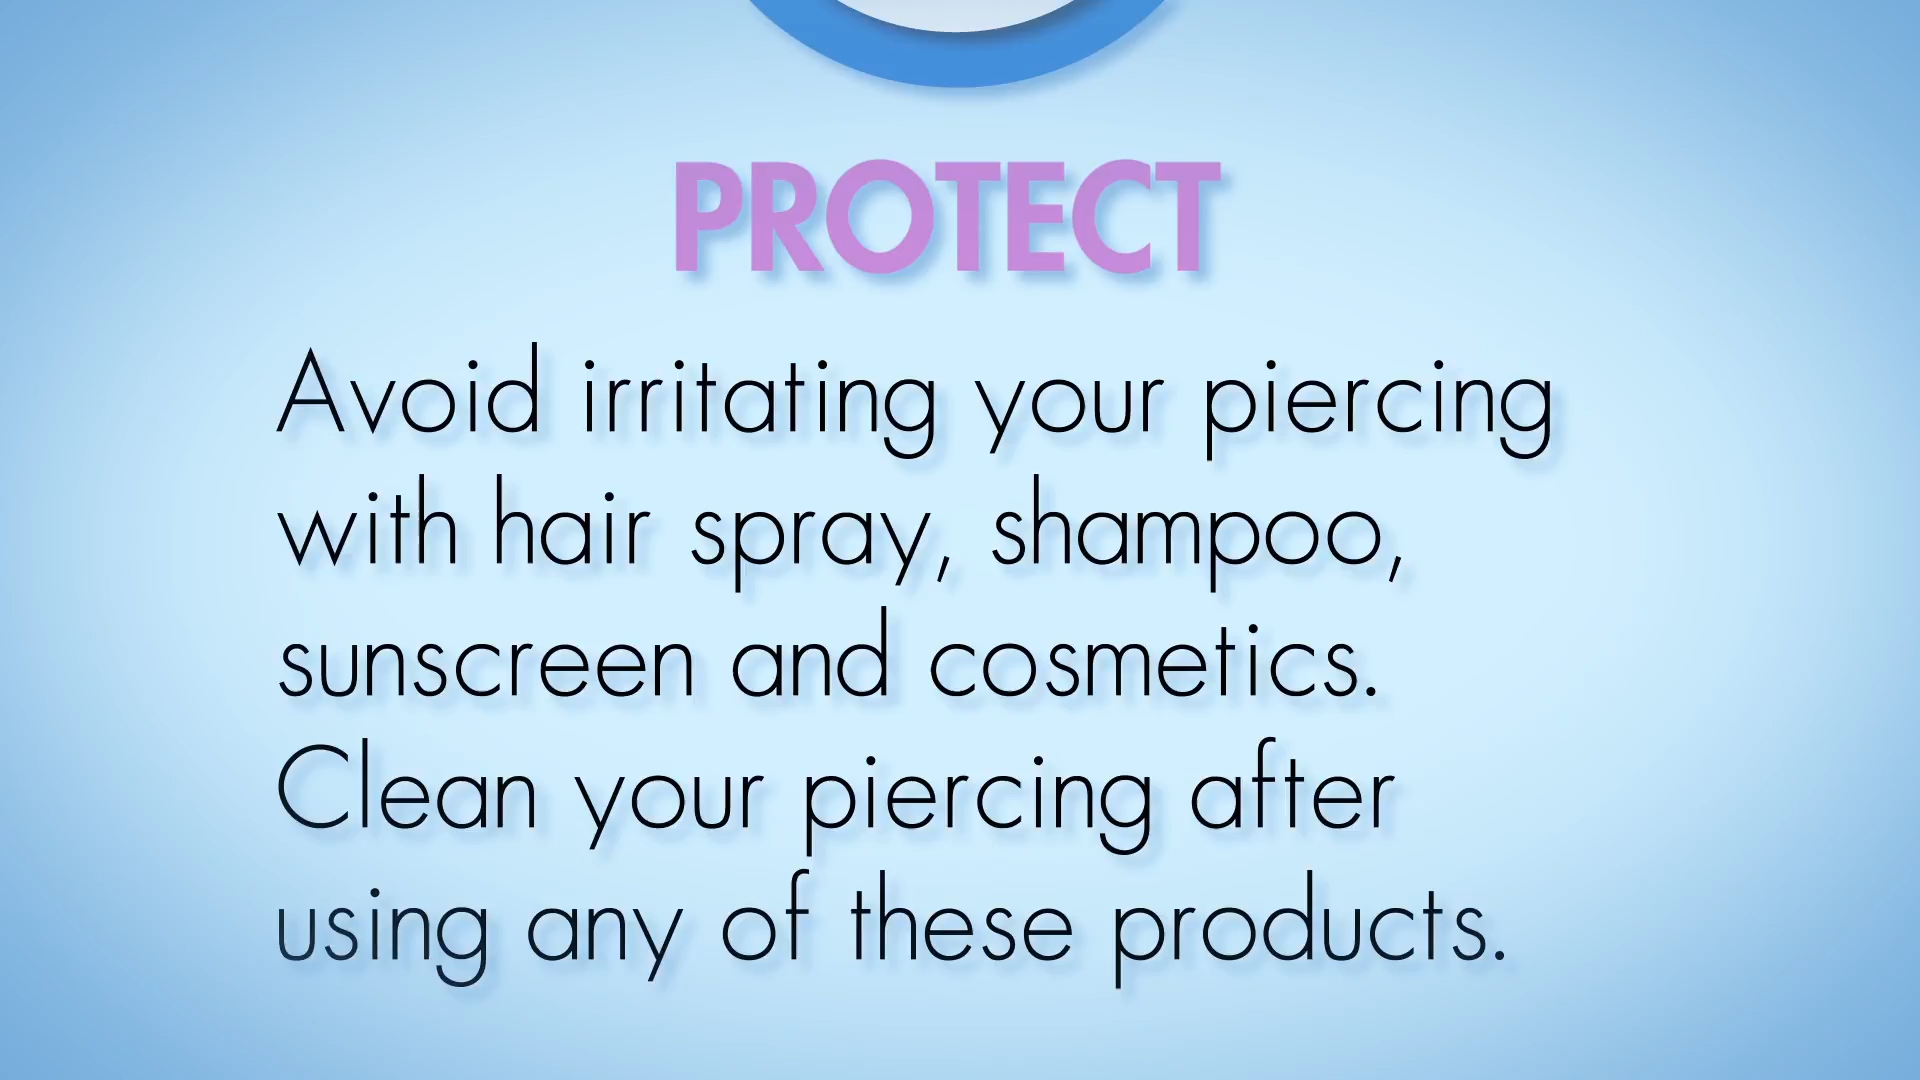 PROTECT
Avoid irritating your piercing
with hair spray, shampoo,
sunscreen and cosmetics.
Clean your piercing after
using any of these products.